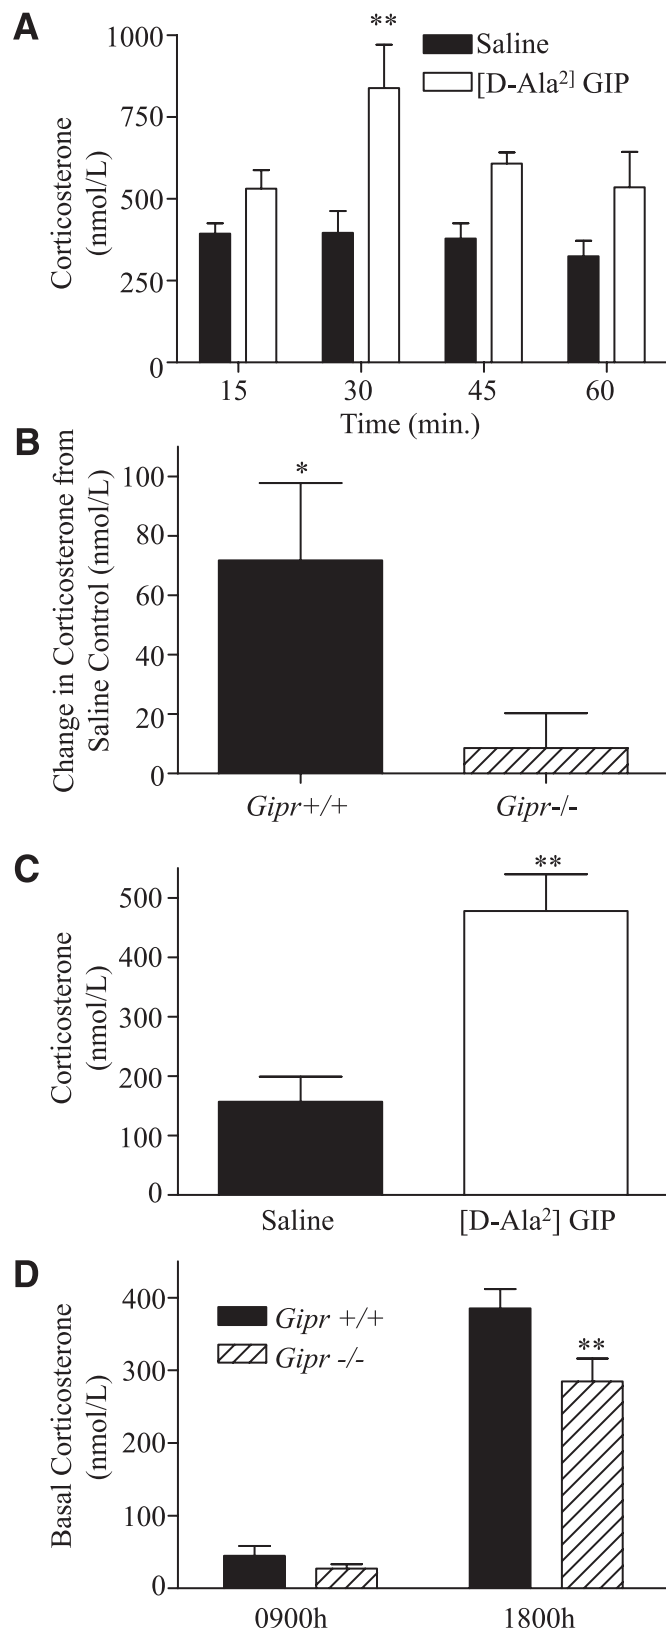 A
Corticosterone
(nmol/L)
1000
750
500
250
0
**
Saline
[D-Ala²] GIP
15 30 45 60
Time (min.)
B
Change in Corticosterone from
Saline Control (nmol/L)
100
80
60
40
20
0
*
Gipr+/+ Gipr-/-
C
Corticosterone
(nmol/L)
500
400
300
200
100
0
**
Saline [D-Ala²] GIP
D
Basal Corticosterone
(nmol/L)
400
300
200
100
0
Gipr +/+
Gipr -/-
**
0900h 1800h